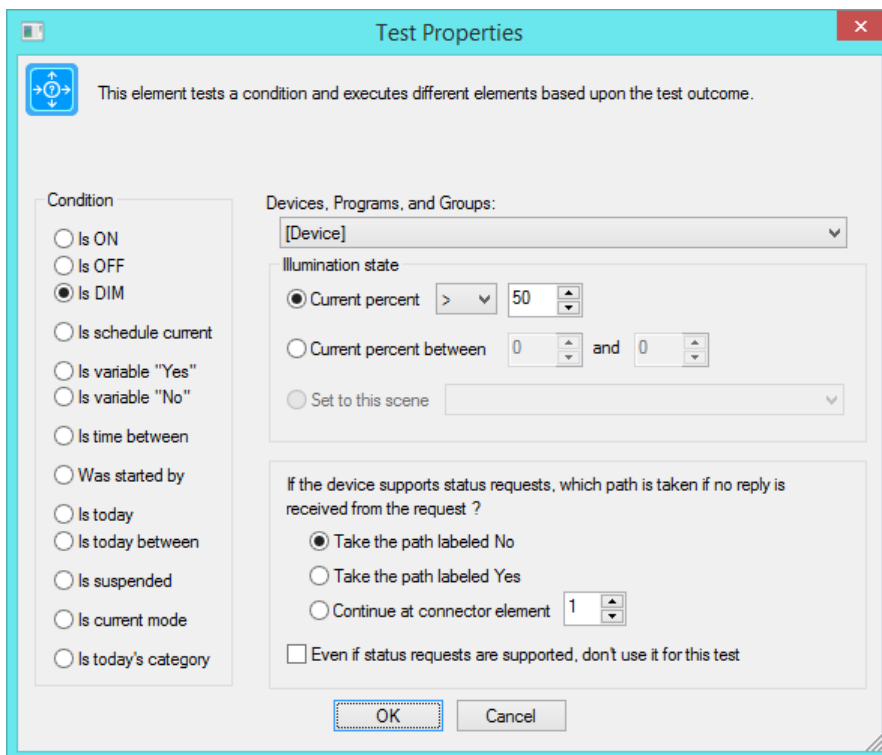 Test Properties
This element tests a condition and executes different elements based upon the test outcome.
Condition
Is ON
Is OFF
Is DIM
Is schedule current
Is variable "Yes"
Is variable "No"
Is time between
Was started by
Is today
Is today between
Is suspended
Is current mode
Is today's category
Devices, Programs, and Groups:
[Device]
Illumination state
Current percent > 50
Current percent between 0 and 0
Set to this scene
If the device supports status requests, which path is taken if no reply is
received from the request ?
Take the path labeled No
Take the path labeled Yes
Continue at connector element 1
Even if status requests are supported, don't use it for this test
OK Cancel